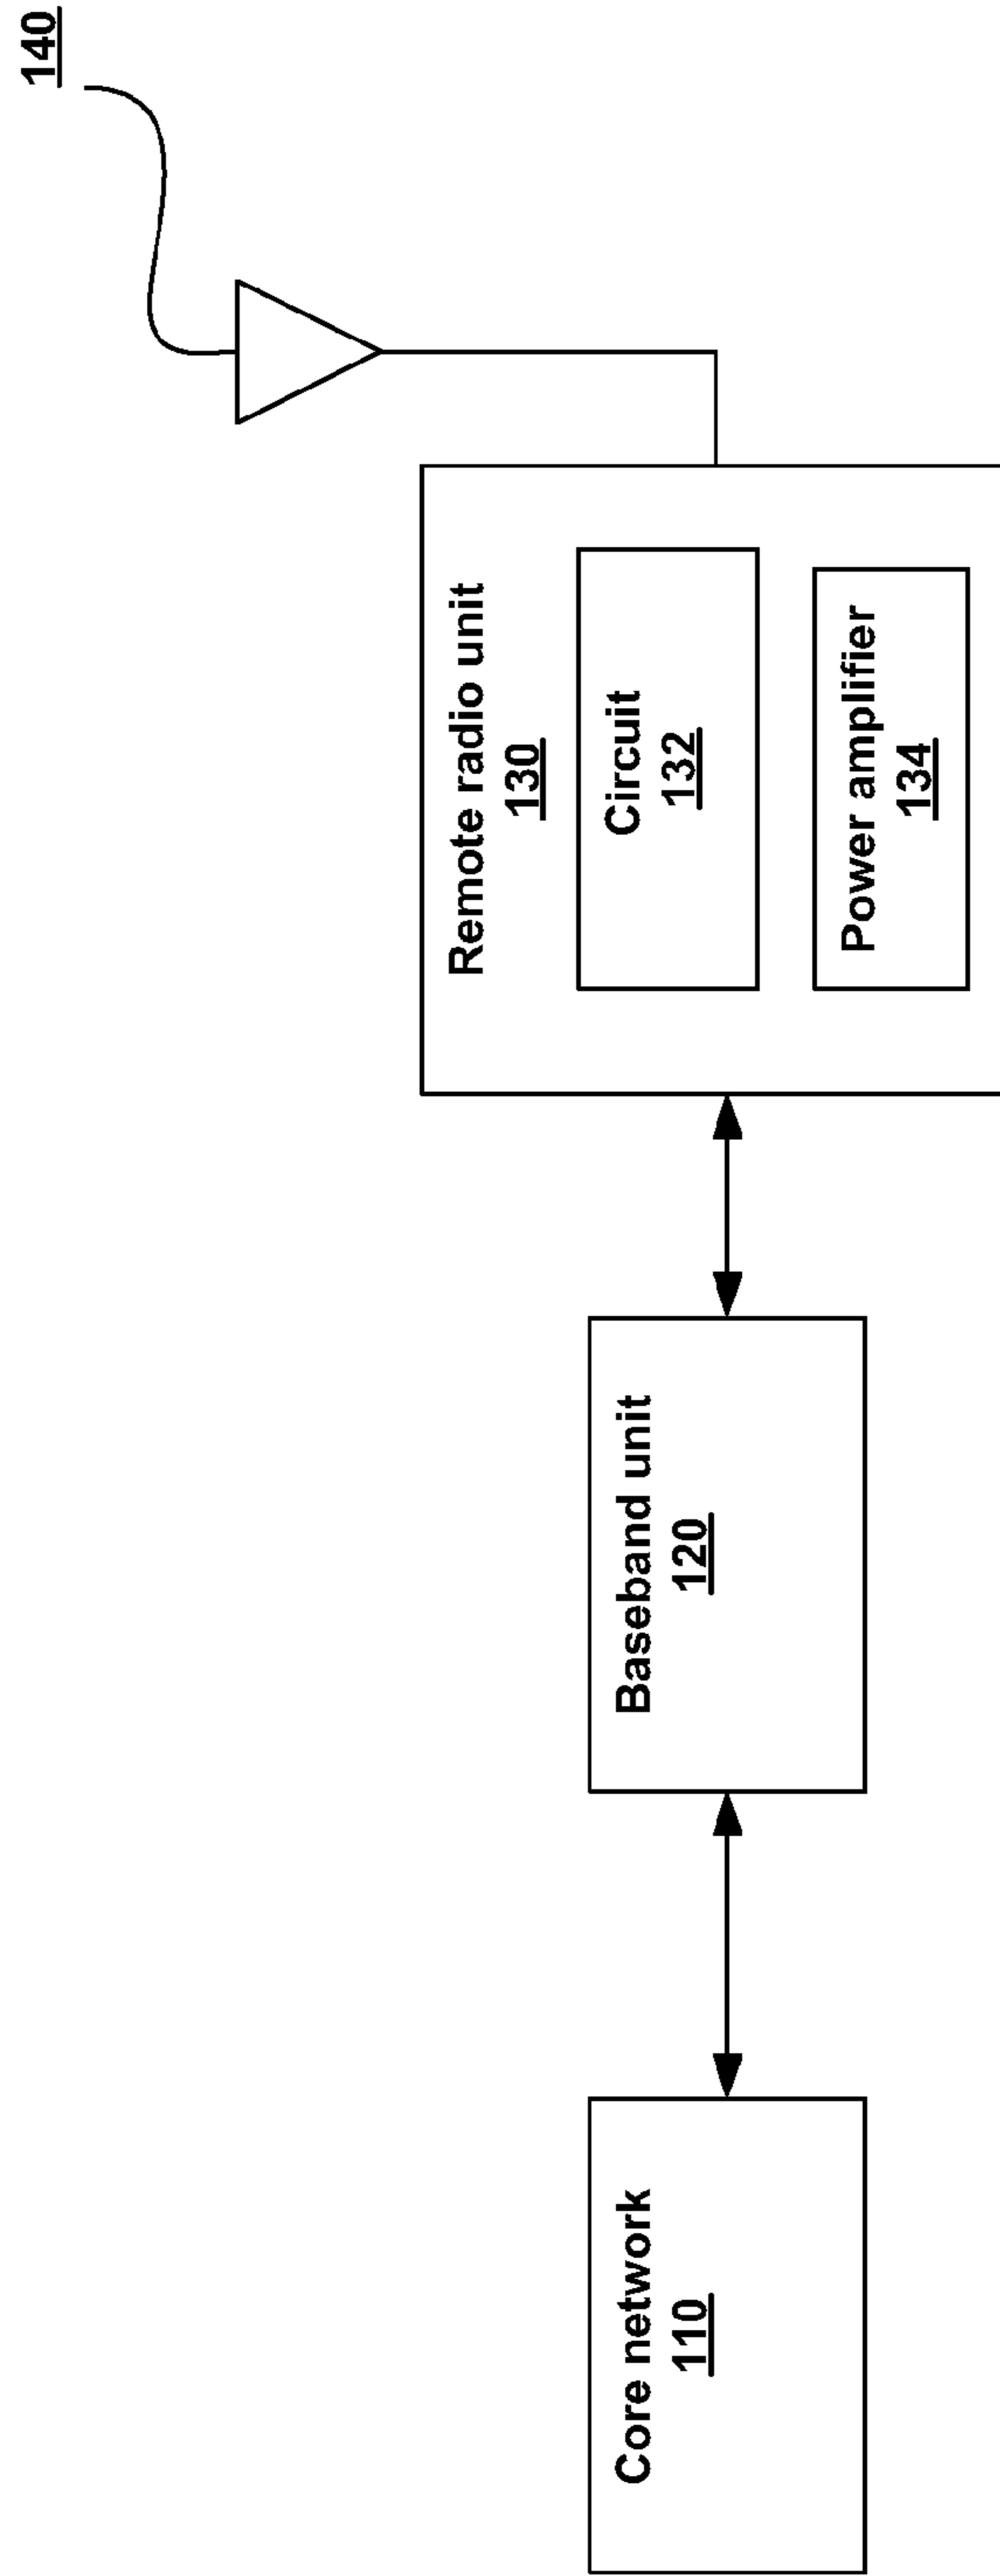 140
Remote radio unit
130
Circuit
132
Power amplifier
134
Baseband unit
120
Core network
110